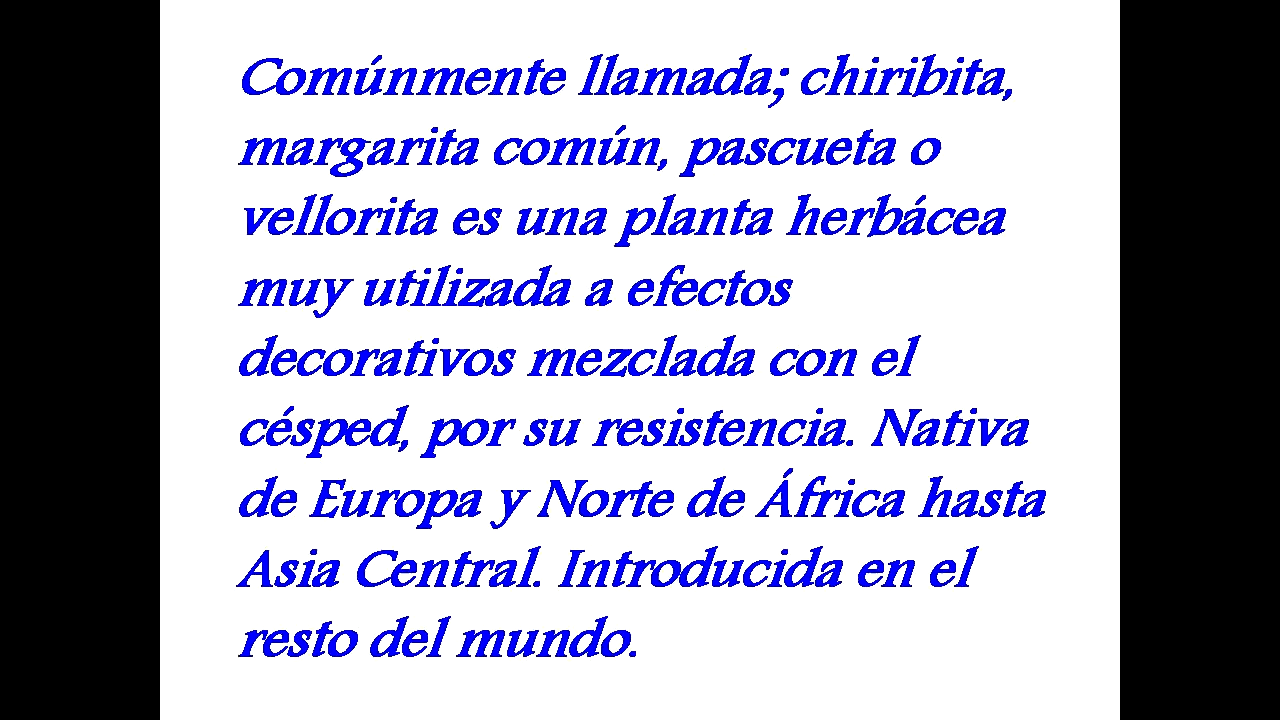 Comúnmente llamada; chiribita,
margarita común, pascueta o
vellorita es una planta herbácea
muy utilizada a efectos
decorativos mezclada con el
césped, por su resistencia. Nativa
de Europa y Norte de África hasta
Asia Central. Introducida en el
resto del mundo.